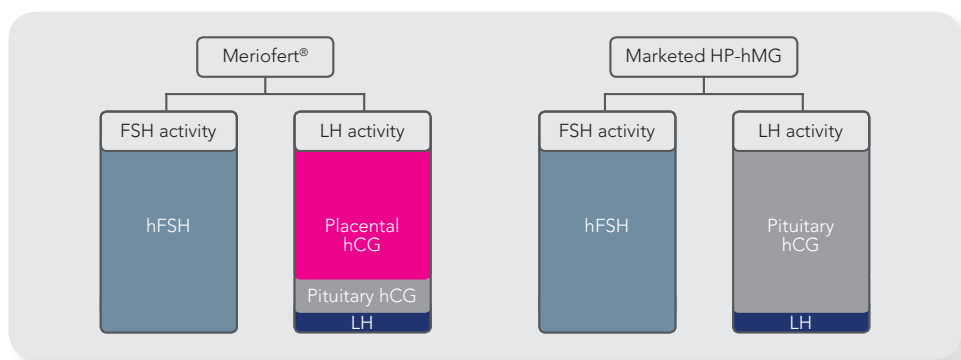 Meriofert®
FSH activity
LH activity
hFSH
Placental
hCG
Pituitary hCG
LH
Marketed HP-hMG
FSH activity
LH activity
hFSH
Pituitary
hCG
LH